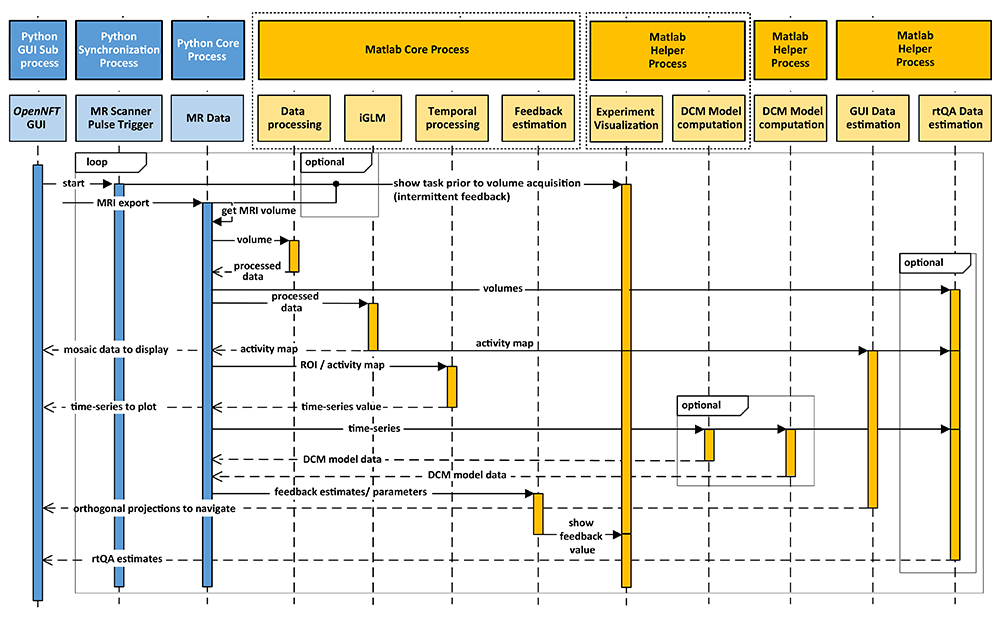 Python
GUI Sub
process
Python
Synchronization
Process
Python Core
Process
Matlab Core Process
Matlab
Helper
Process
Matlab
Helper
Process
Matlab
Helper
Process
OpenNFT
GUI
MR Scanner
Pulse Trigger
MR Data
Data
processing
iGLM
Temporal
processing
Feedback
estimation
Experiment
Visualization
DCM Model
computation
DCM Model
computation
GUI Data
estimation
rtQA Data
estimation
loop
optional
start
show task prior to volume acquisition
(intermittent feedback)
MRI export
get MRI volume
volume
processed
data
optional
volumes
processed
data
mosaic data to display
activity map
activity map
ROI / activity map
time-series to plot
time-series value
optional
time-series
DCM model data
DCM model data
feedback estimates/ parameters
orthogonal projections to navigate
show
feedback
value
rtQA estimates